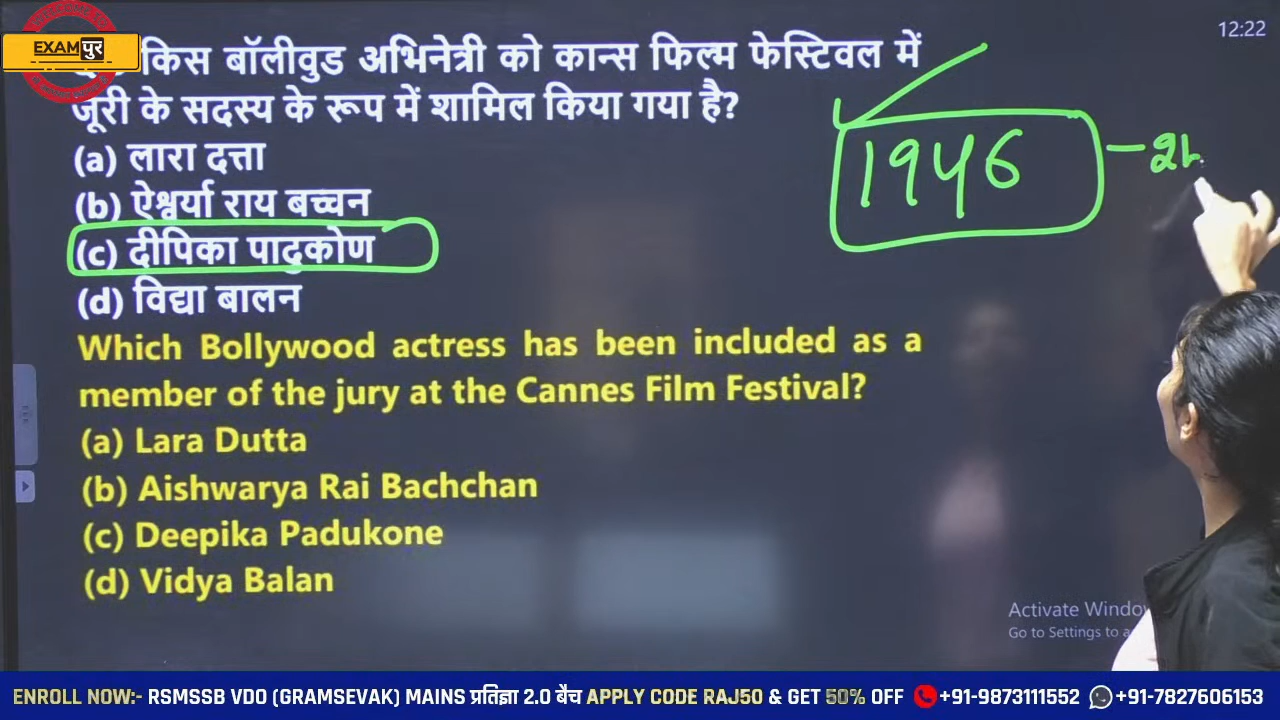 12:22
EXAMपुर
किस बॉलीवुड अभिनेत्री को कान्स फिल्म फेस्टिवल में
जूरी के सदस्य के रूप में शामिल किया गया है?
1946
(a) लारा दत्ता
(b) ऐश्वर्या राय बच्चन
(c) दीपिका पादुकोण
(d) विद्या बालन
Which Bollywood actress has been included as a
member of the jury at the Cannes Film Festival?
(a) Lara Dutta
(b) Aishwarya Rai Bachchan
(c) Deepika Padukone
(d) Vidya Balan
Activate Windo
Go to Settings to a
ENROLL NOW:- RSMSSB VDO (GRAMSEVAK) MAINS प्रतिज्ञा 2.0 बैच APPLY CODE RAJ50 & GET 50% OFF +91-9873111552 +91-7827606153